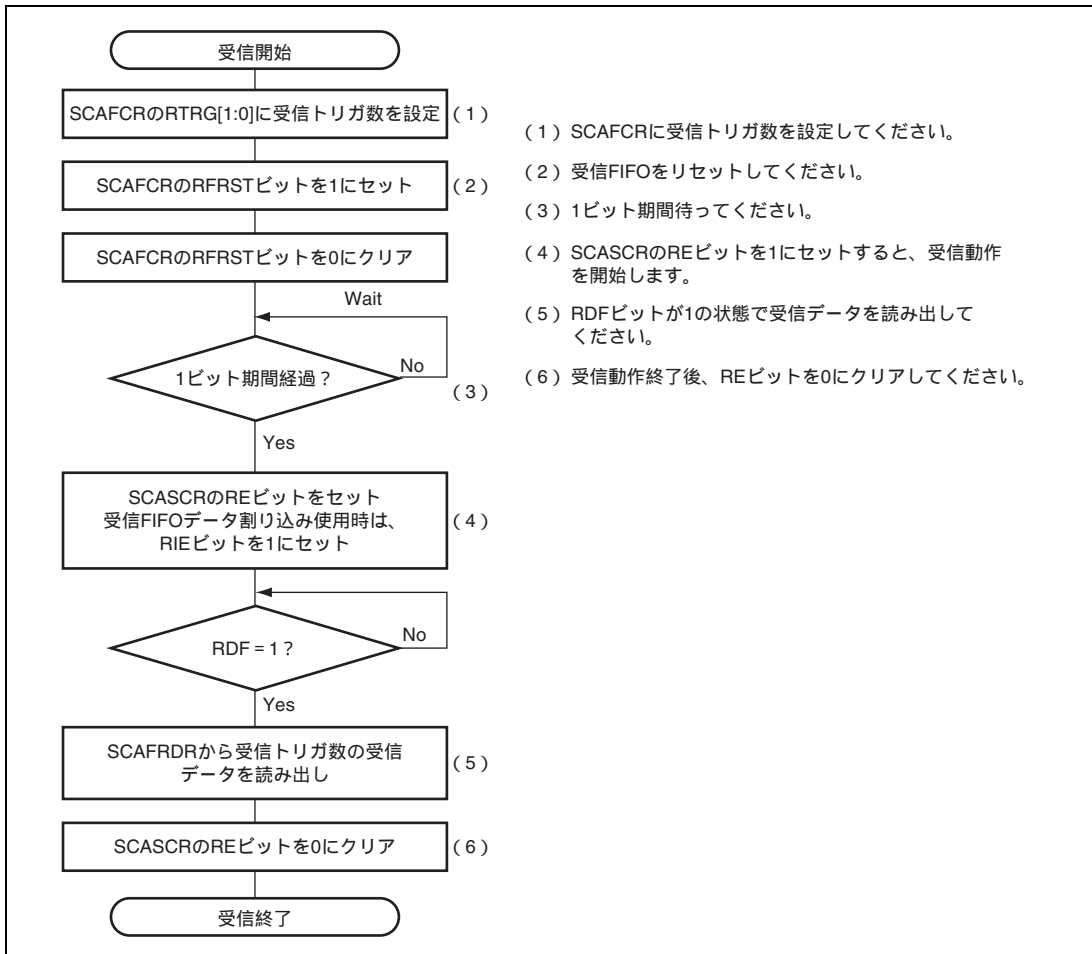 受信開始
SCAFCRのRTRG[1:0]に受信トリガ数を設定
（1）
SCAFCRのRFRSTビットを1にセット
（2）
SCAFCRのRFRSTビットを0にクリア
Wait
1ビット期間経過？
No
（3）
Yes
SCASCRのREビットをセット
受信FIFOデータ割り込み使用時は、
RIEビットを1にセット
（4）
RDF = 1？
No
Yes
SCAFRDRから受信トリガ数の受信
データを読み出し
（5）
SCASCRのREビットを0にクリア
（6）
受信終了
（1）SCAFCRに受信トリガ数を設定してください。
（2）受信FIFOをリセットしてください。
（3）1ビット期間待ってください。
（4）SCASCRのREビットを1にセットすると、受信動作
を開始します。
（5）RDFビットが1の状態で受信データを読み出して
ください。
（6）受信動作終了後、REビットを0にクリアしてください。